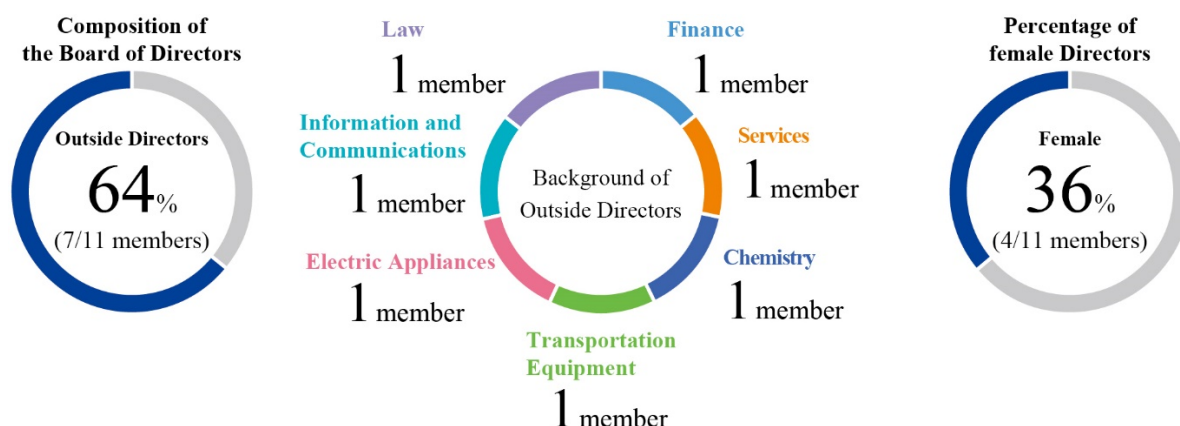 Composition of
the Board of Directors
Outside Directors
64%
(7/11 members)
Law
1 member
Finance
1 member
Information and
Communications
1 member
Services
1 member
Background of
Outside Directors
Electric Appliances
1 member
Chemistry
1 member
Transportation
Equipment
1 member
Percentage of
female Directors
Female
36%
(4/11 members)